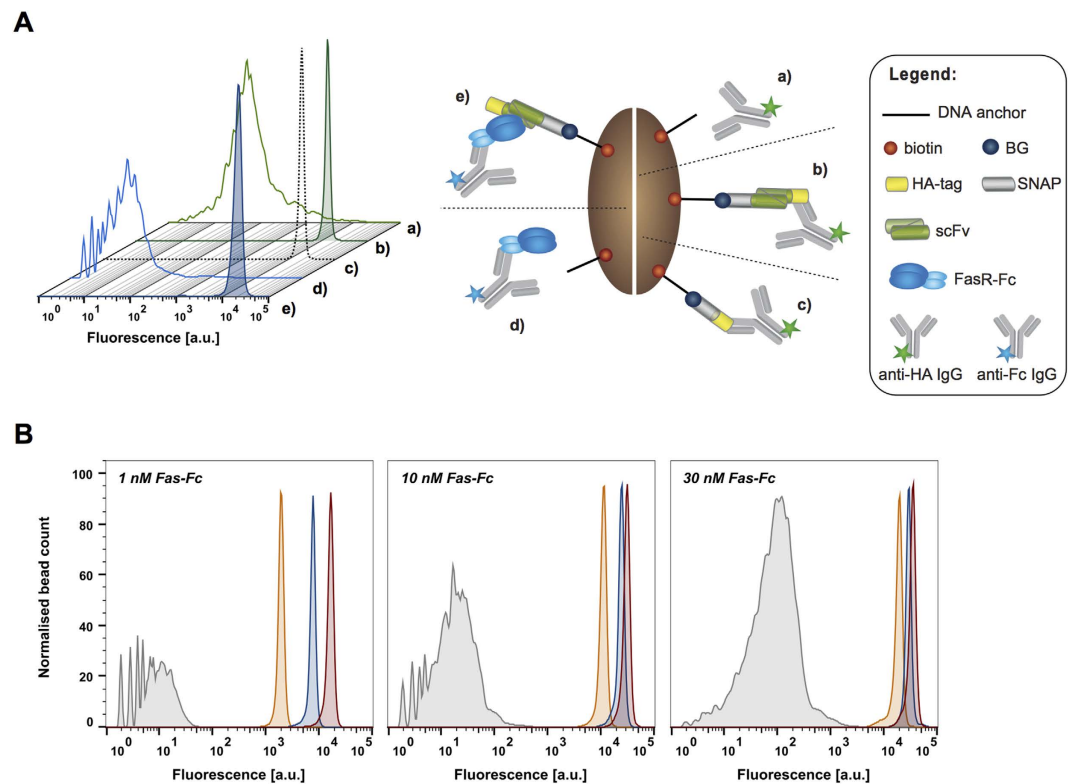 A
a)
b)
c)
d)
e)
10^0 10^1 10^2 10^3 10^4 10^5
Fluorescence [a.u.]
e)
a)
b)
c)
d)
Legend:
DNA anchor
biotin
BG
HA-tag
SNAP
scFv
FasR-Fc
anti-HA IgG
anti-Fc IgG
B
Normalised bead count
100
80
60
40
20
0
1 nM Fas-Fc
10^0 10^1 10^2 10^3 10^4 10^5
Fluorescence [a.u.]
10 nM Fas-Fc
10^0 10^1 10^2 10^3 10^4 10^5
Fluorescence [a.u.]
30 nM Fas-Fc
10^0 10^1 10^2 10^3 10^4 10^5
Fluorescence [a.u.]